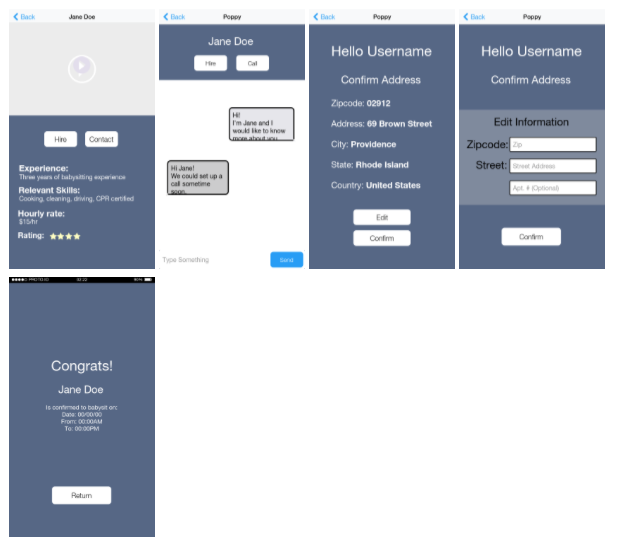 Back Jane Doe
Hire Contact
Experience:
Three years of babysitting experience
Relevant Skills:
Cooking, cleaning, driving, CPR certified
Hourly rate:
$15/hr
Rating:
Back Poppy
Jane Doe
Hire Call
Hi!
I'm Jane and I
would like to know
more about you
Hi Jane!
We could set up a
call sometime
soon.
Type Something Send
Back Poppy
Hello Username
Confirm Address
Zipcode: 02912
Address: 69 Brown Street
City: Providence
State: Rhode Island
Country: United States
Edit
Confirm
Back Poppy
Hello Username
Confirm Address
Edit Information
Zipcode: Zip
Street: Street Address
Apt. # (Optional)
Confirm
Congrats!
Jane Doe
Is confirmed to babysit on:
Date: 00/00/00
From: 00:00AM
To: 00:00PM
Return